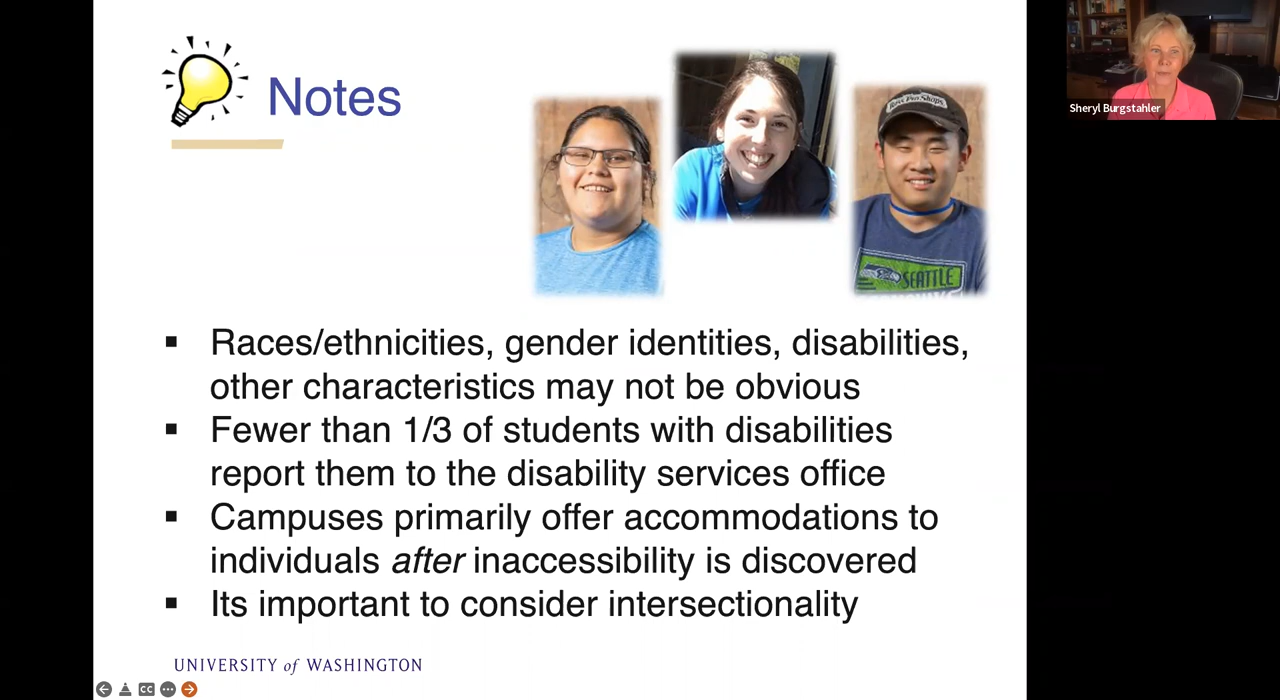 Notes
Sheryl Burgstahler
SEATTLE
▪ Races/ethnicities, gender identities, disabilities,
other characteristics may not be obvious
▪ Fewer than 1/3 of students with disabilities
report them to the disability services office
▪ Campuses primarily offer accommodations to
individuals after inaccessibility is discovered
▪ Its important to consider intersectionality
UNIVERSITY of WASHINGTON
CC